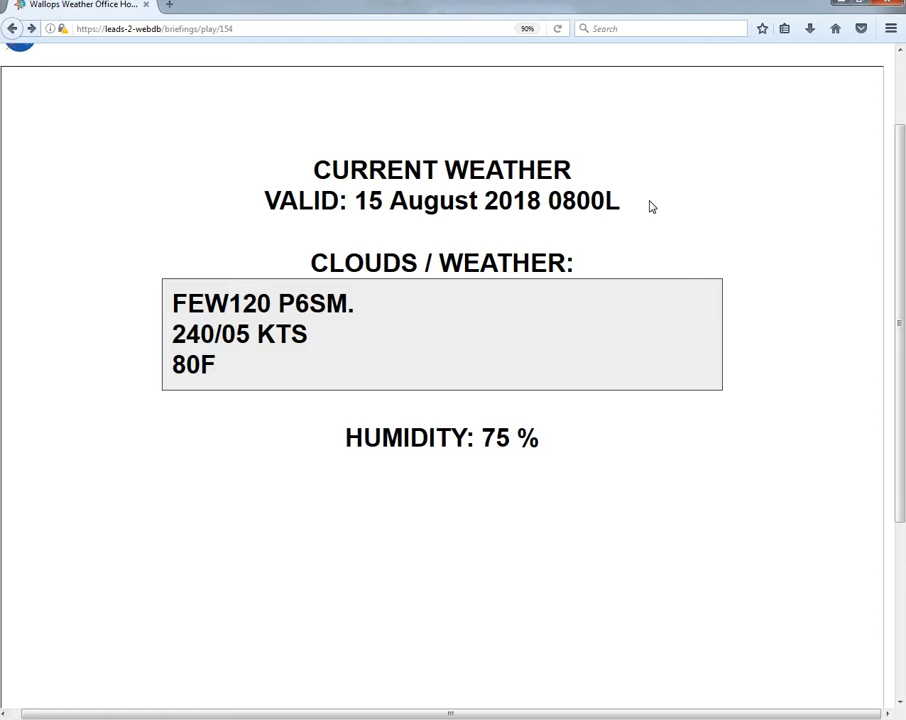 Wallops Weather Office Ho...
https://leads-2-webdb/briefings/play/154
90%
Search
CURRENT WEATHER
VALID: 15 August 2018 0800L
CLOUDS / WEATHER:
FEW120 P6SM.
240/05 KTS
80F
HUMIDITY: 75 %